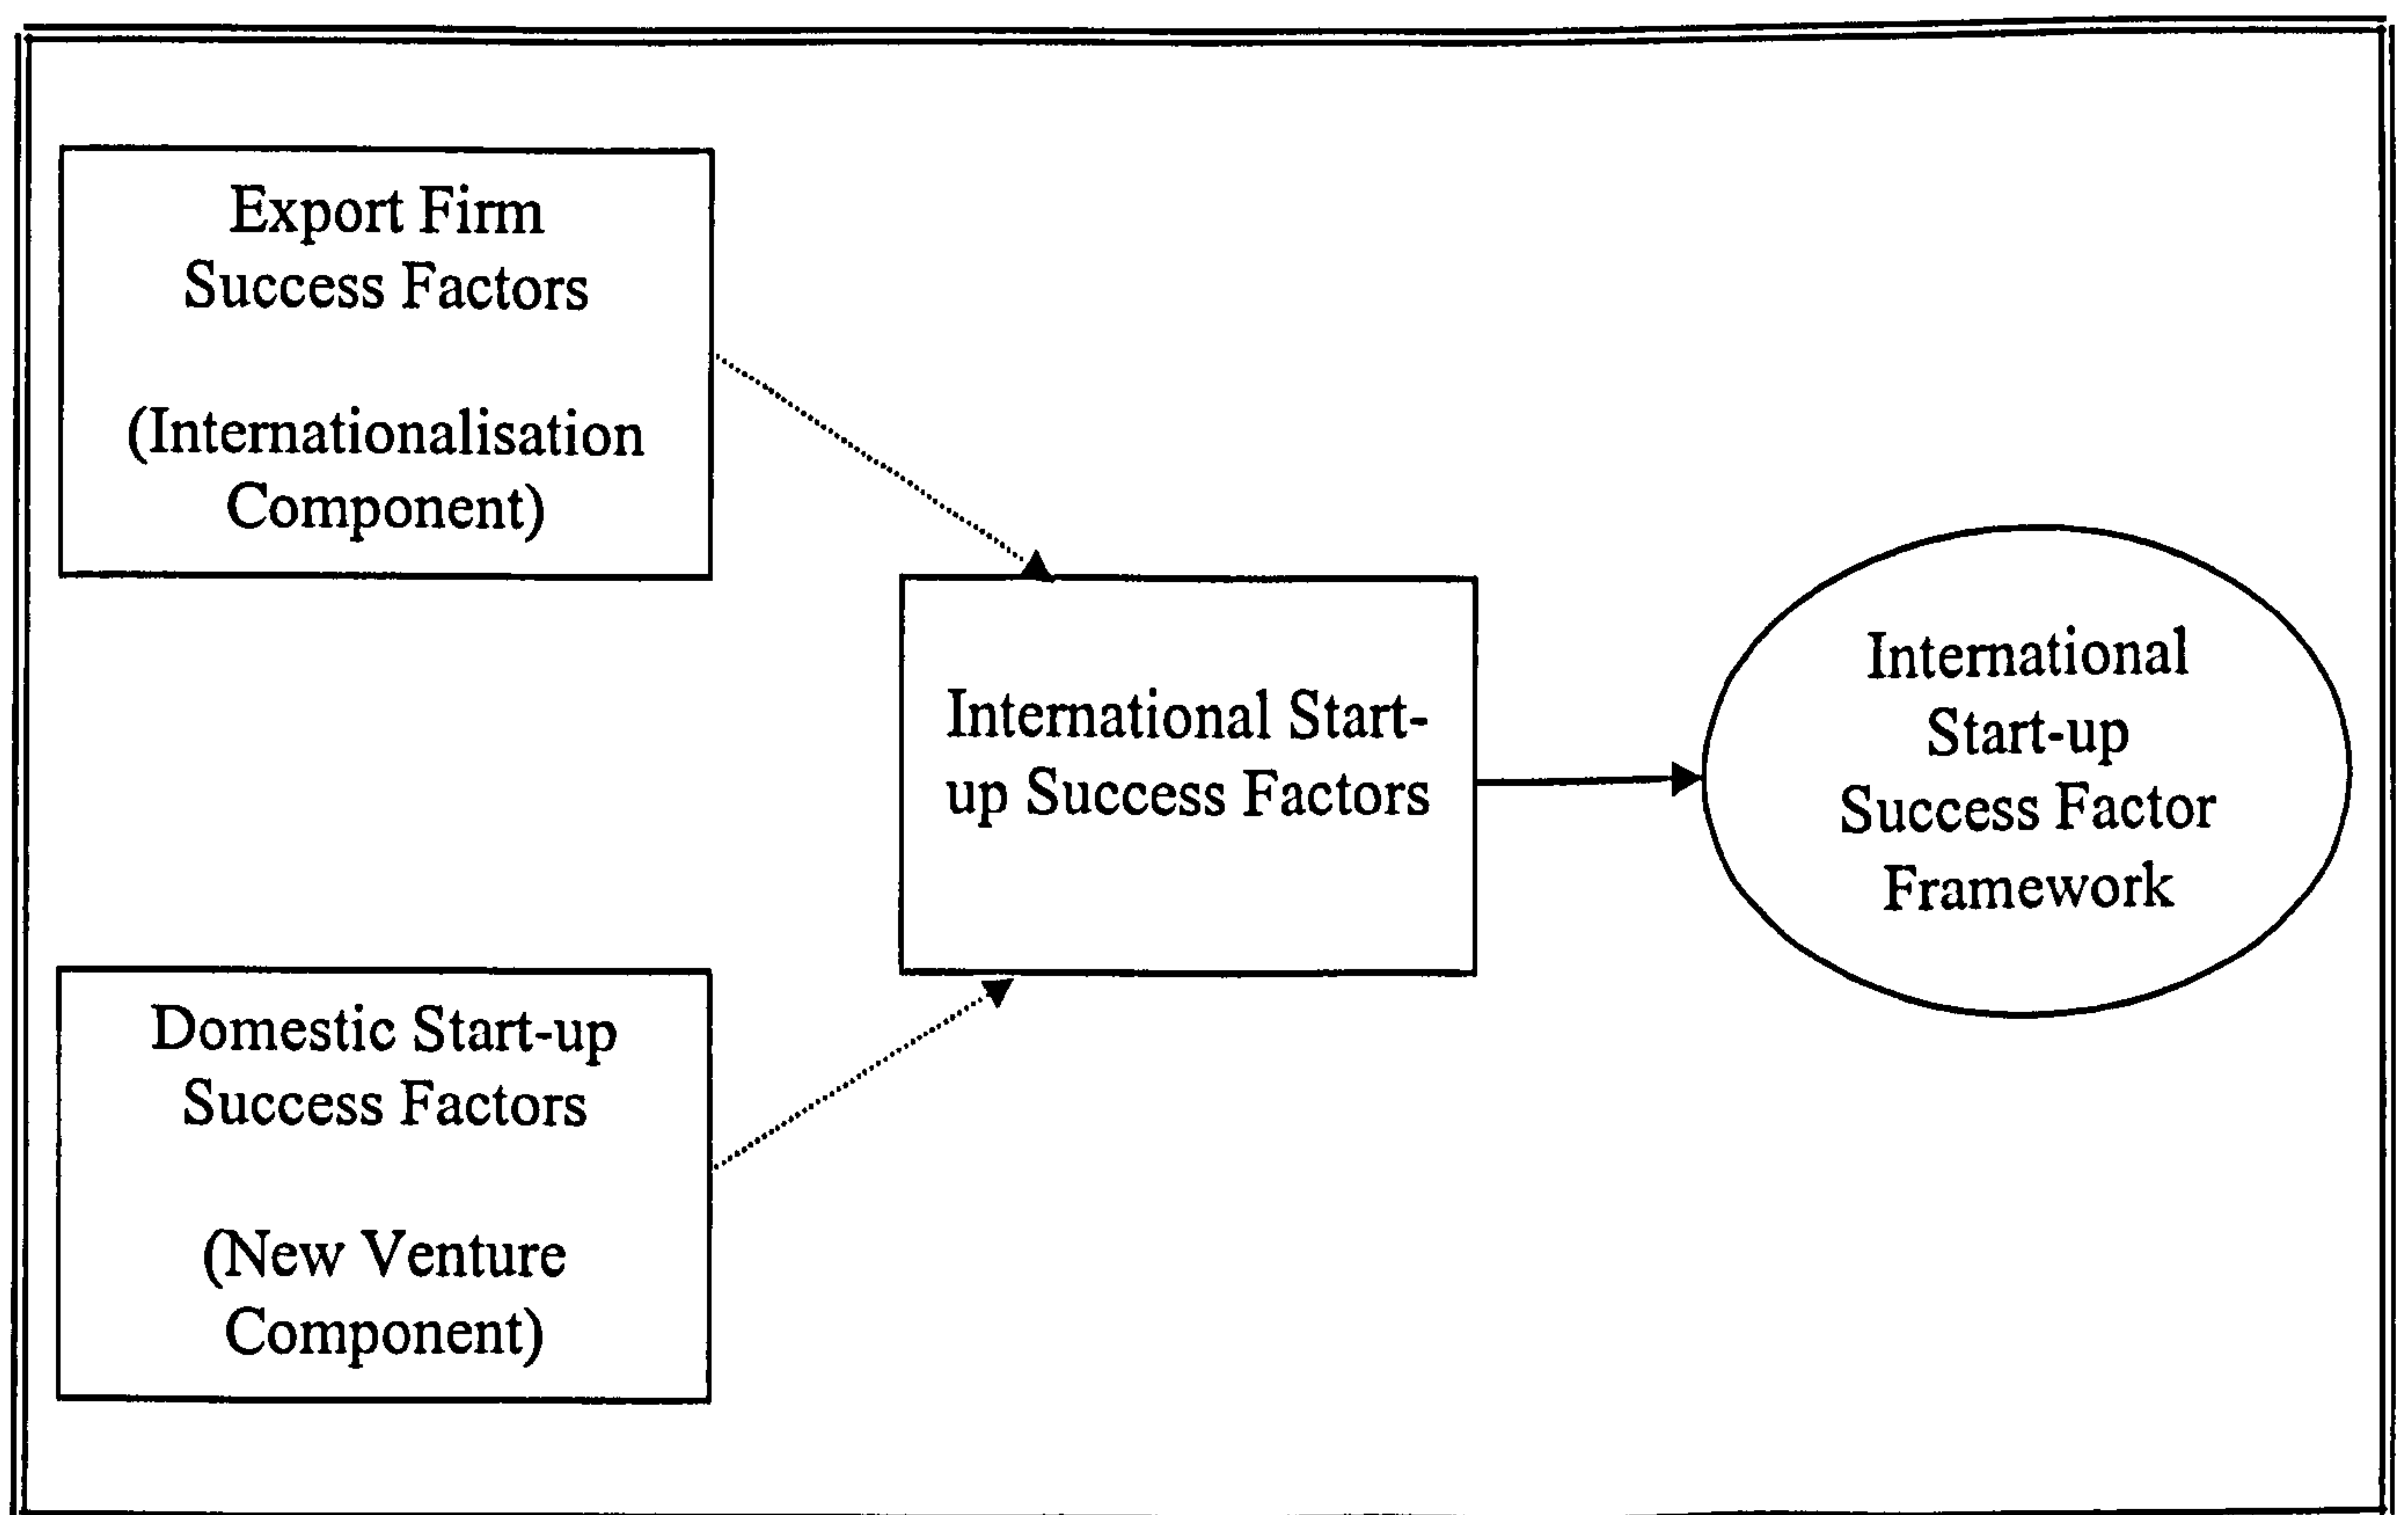 Export Firm
Success Factors
(Internationalisation
Component)
International Start-
up Success Factors
International
Start-up
Success Factor
Framework
Domestic Start-up
Success Factors
(New Venture
Component)